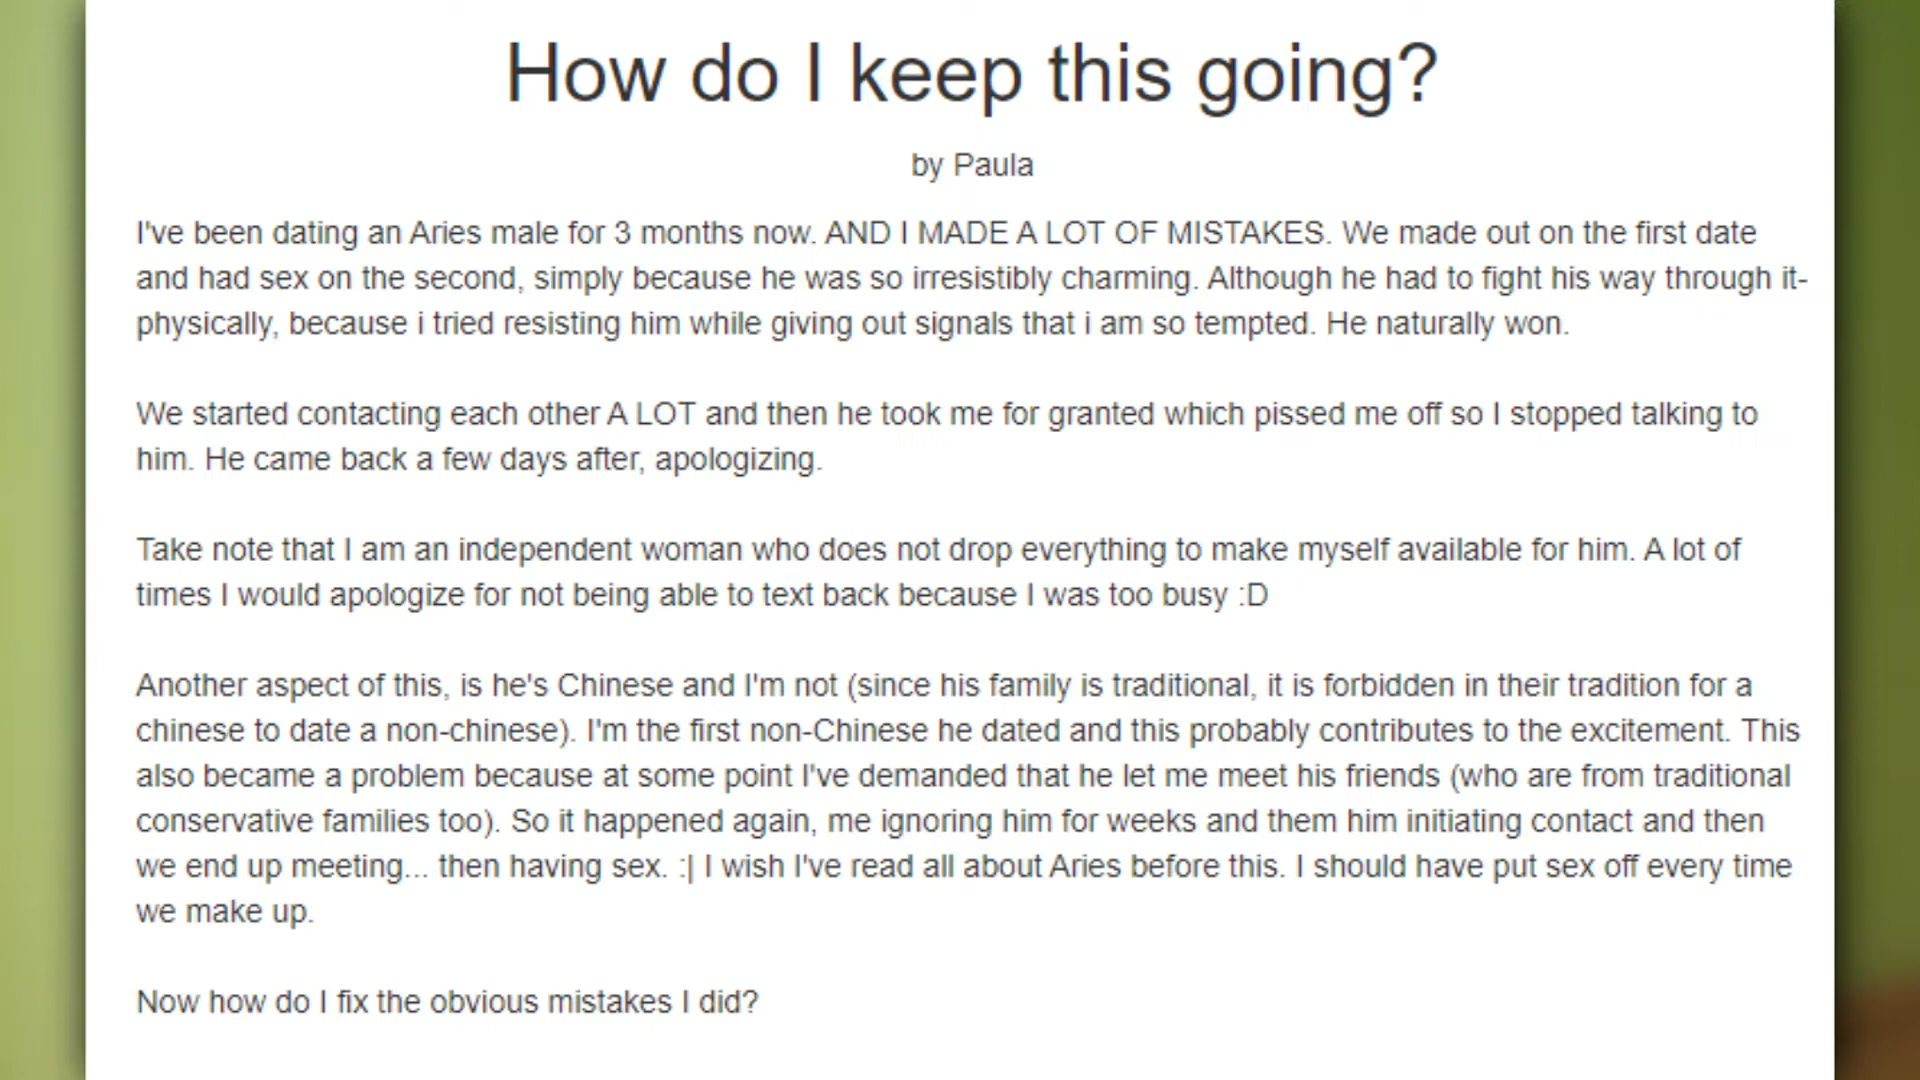 How do I keep this going?
by Paula
I've been dating an Aries male for 3 months now. AND I MADE A LOT OF MISTAKES. We made out on the first date
and had sex on the second, simply because he was so irresistibly charming. Although he had to fight his way through it-
physically, because i tried resisting him while giving out signals that i am so tempted. He naturally won.
We started contacting each other A LOT and then he took me for granted which pissed me off so I stopped talking to
him. He came back a few days after, apologizing.
Take note that I am an independent woman who does not drop everything to make myself available for him. A lot of
times I would apologize for not being able to text back because I was too busy :D
Another aspect of this, is he's Chinese and I'm not (since his family is traditional, it is forbidden in their tradition for a
chinese to date a non-chinese). I'm the first non-Chinese he dated and this probably contributes to the excitement. This
also became a problem because at some point I've demanded that he let me meet his friends (who are from traditional
conservative families too). So it happened again, me ignoring him for weeks and them him initiating contact and then
we end up meeting... then having sex. :| I wish I've read all about Aries before this. I should have put sex off every time
we make up.
Now how do I fix the obvious mistakes I did?